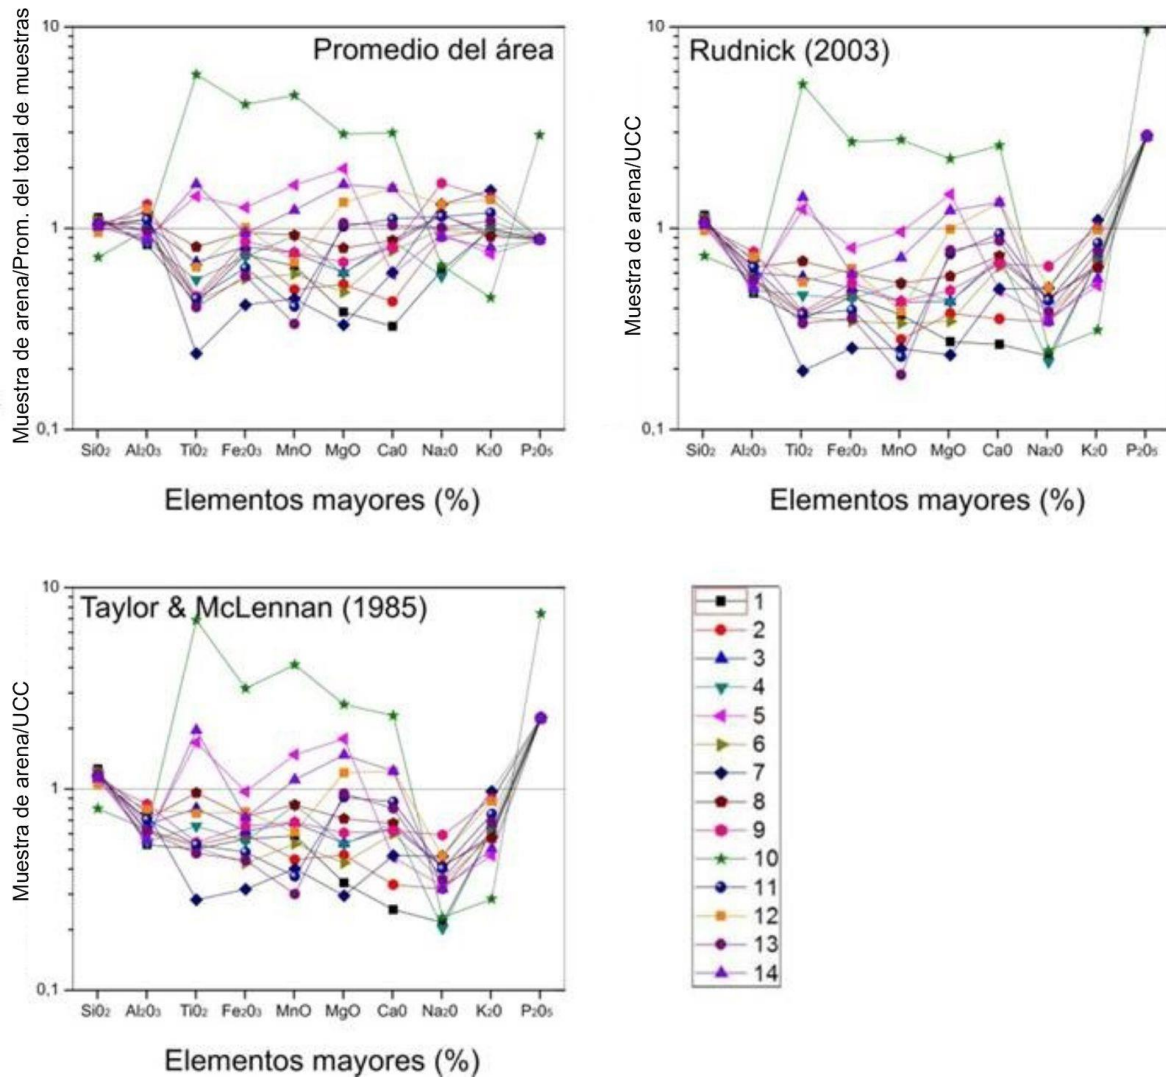 Muestra de arena/Prom. del total de muestras
10
1
0,1
Promedio del área
SiO₂ Al₂O₃ TiO₂ Fe₂O₃ MnO MgO CaO Na₂O K₂O P₂O₅
Elementos mayores (%)
Muestra de arena/UCC
10
1
0,1
Rudnick (2003)
SiO₂ Al₂O₃ TiO₂ Fe₂O₃ MnO MgO CaO Na₂O K₂O P₂O₅
Elementos mayores (%)
Muestra de arena/UCC
10
1
0,1
Taylor & McLennan (1985)
SiO₂ Al₂O₃ TiO₂ Fe₂O₃ MnO MgO CaO Na₂O K₂O P₂O₅
Elementos mayores (%)
1
2
3
4
5
6
7
8
9
10
11
12
13
14